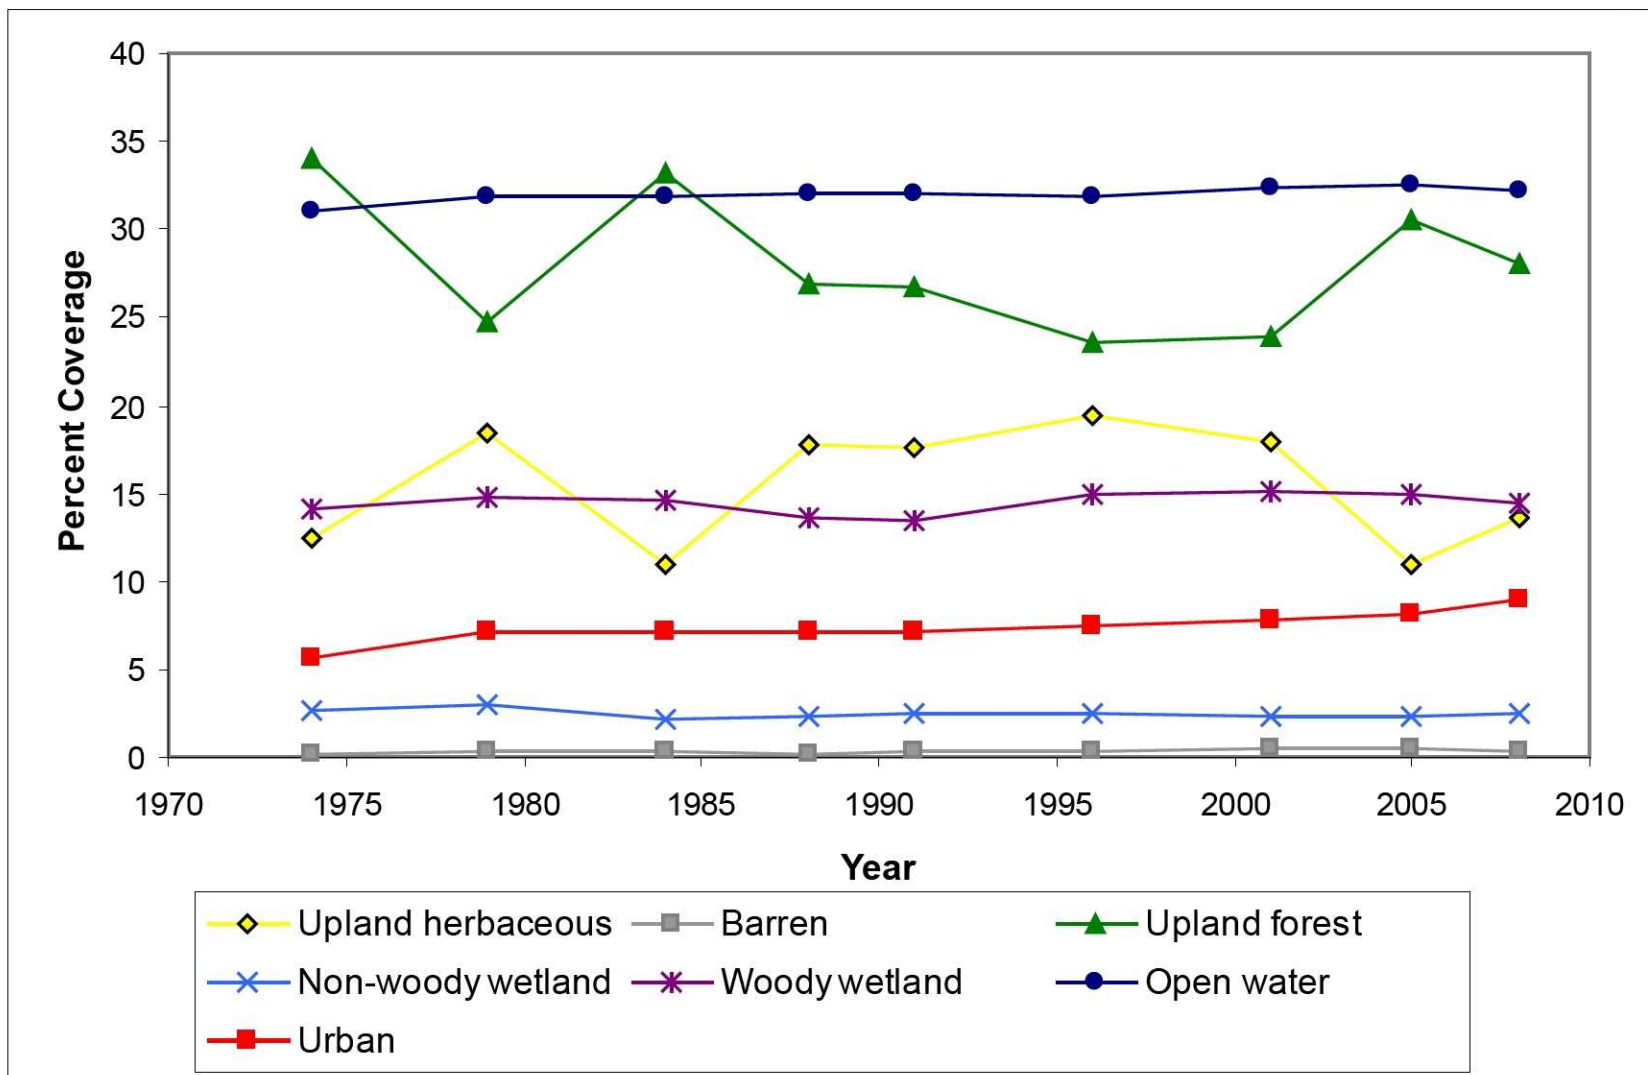 40
35
30
25
20
15
10
5
0
Percent Coverage
1970 1975 1980 1985 1990 1995 2000 2005 2010
Year
Upland herbaceous Barren Upland forest
Non-woody wetland Woody wetland Open water
Urban